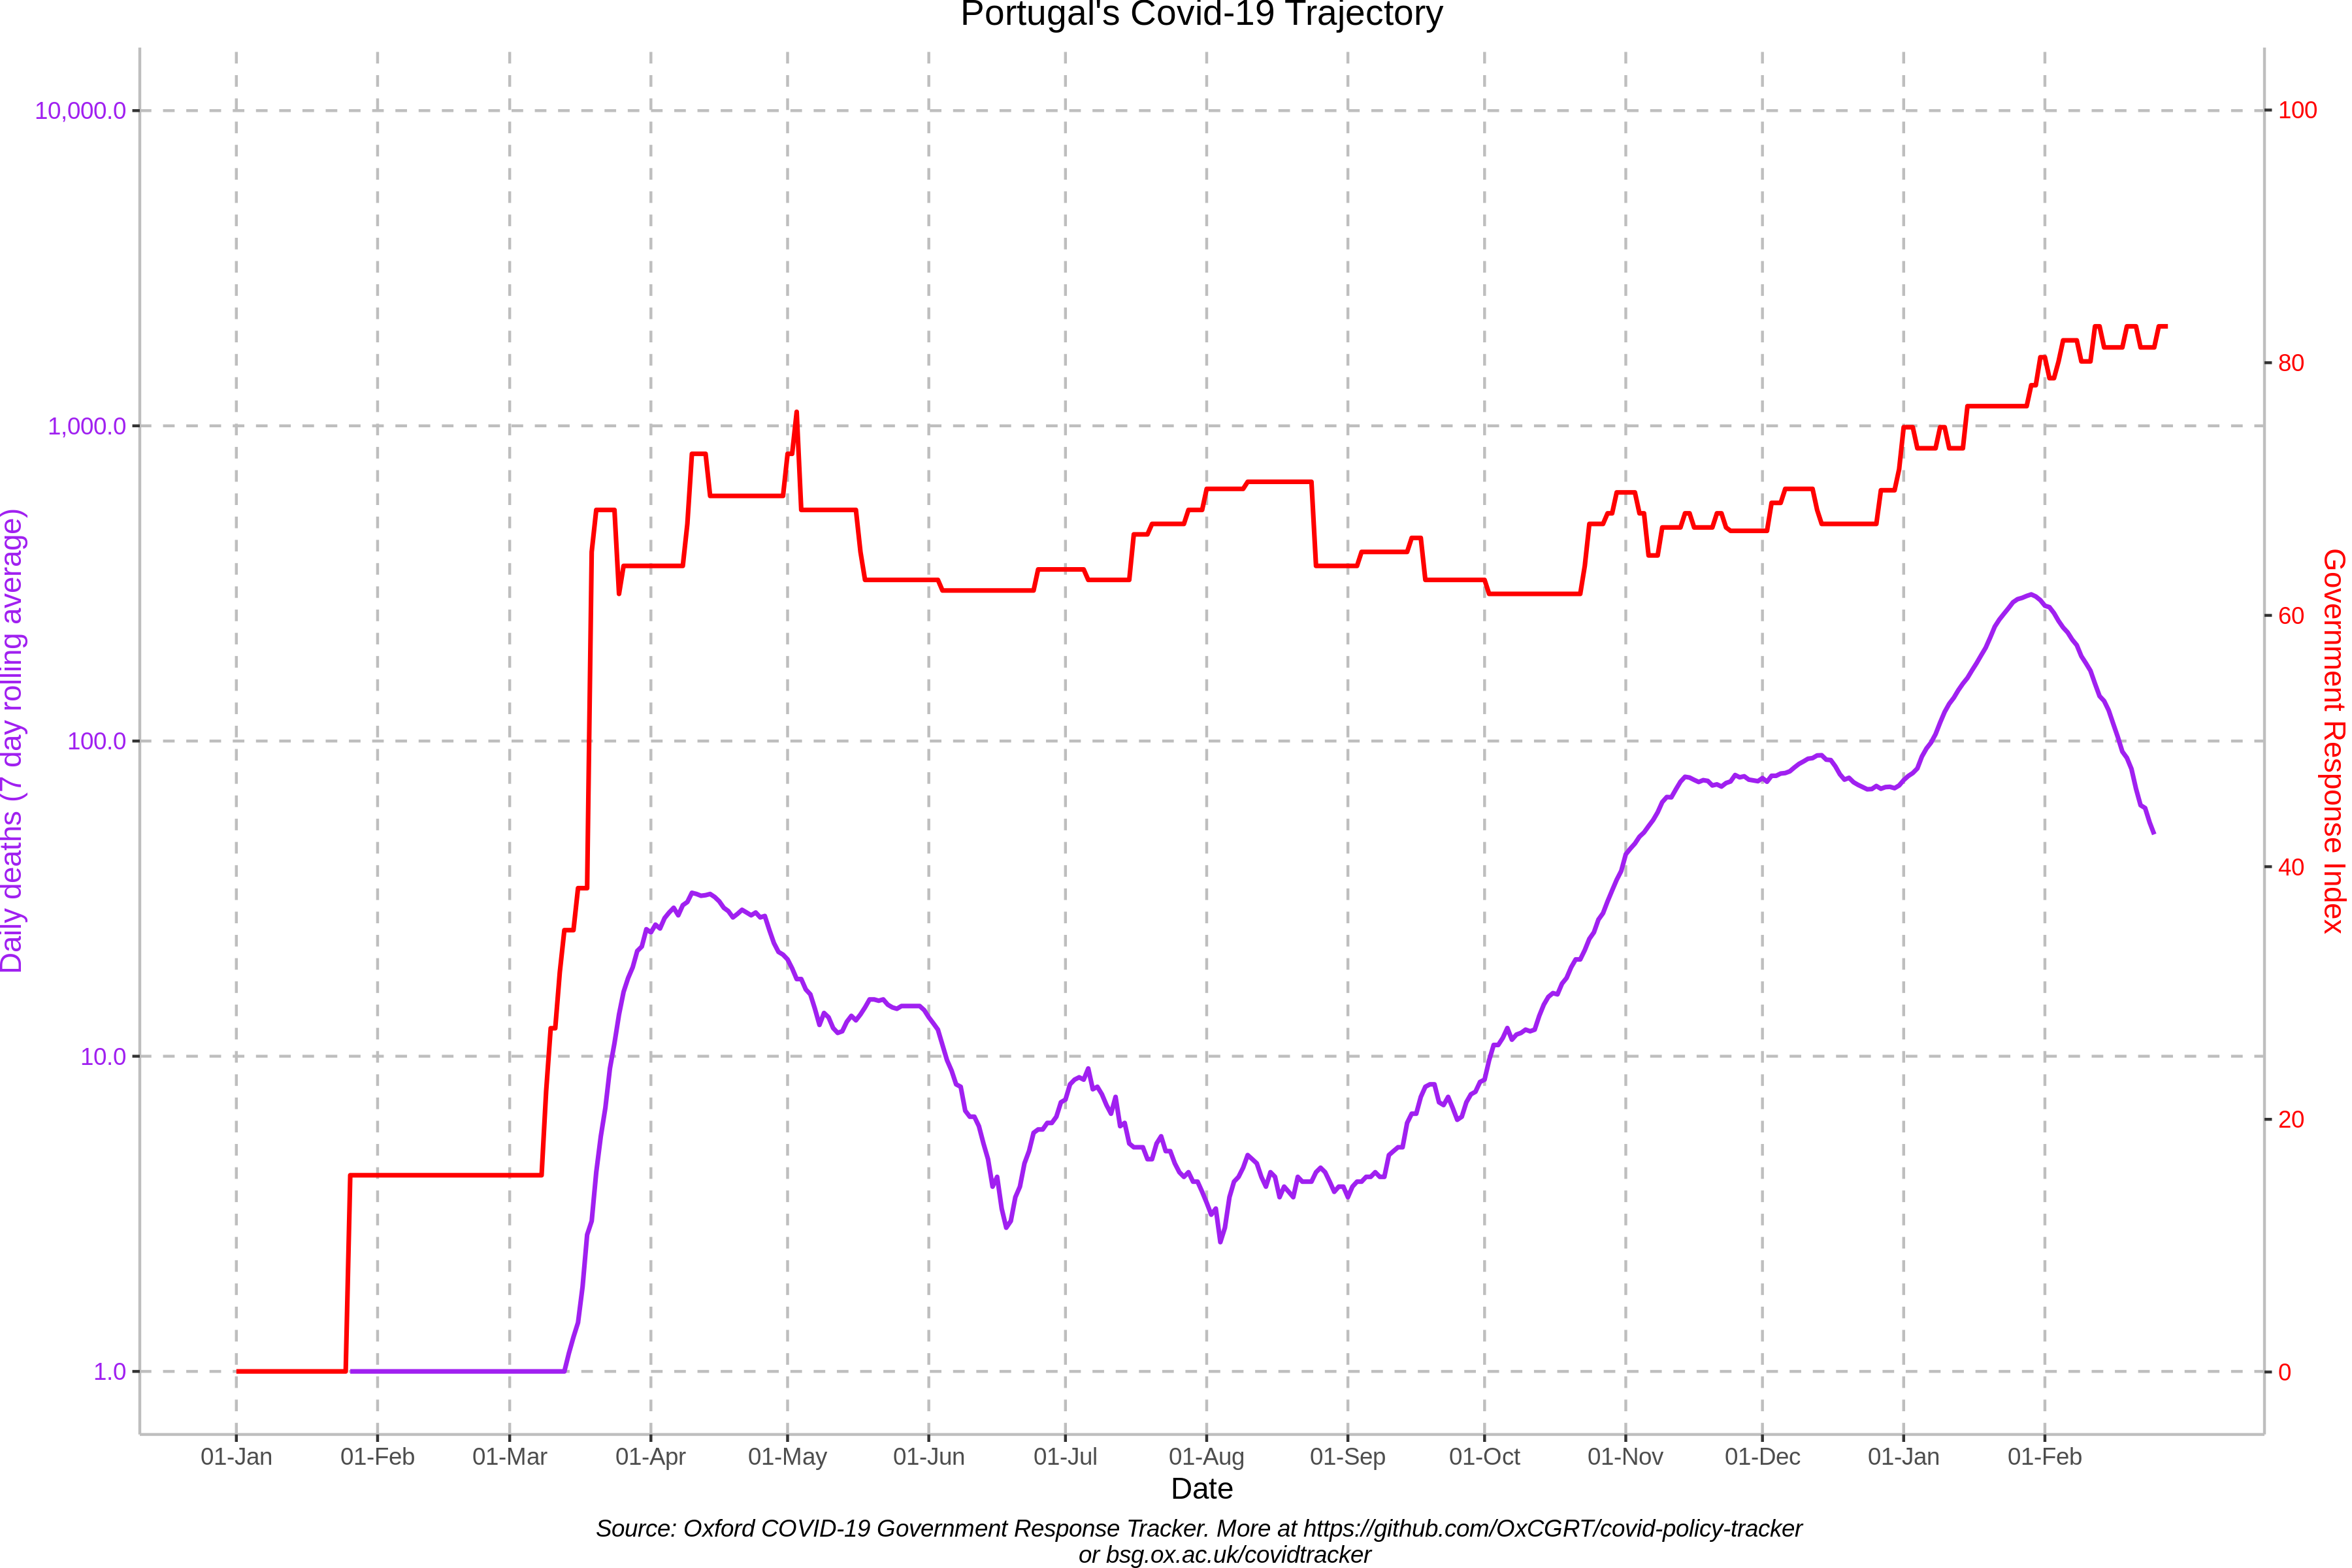 Portugal's Covid-19 Trajectory
10,000.0
1,000.0
100.0
10.0
1.0
Daily deaths (7 day rolling average)
100
80
60
40
20
0
Government Response Index
01-Jan 01-Feb 01-Mar 01-Apr 01-May 01-Jun 01-Jul 01-Aug 01-Sep 01-Oct 01-Nov 01-Dec 01-Jan 01-Feb
Date
Source: Oxford COVID-19 Government Response Tracker. More at https://github.com/OxCGRT/covid-policy-tracker
or bsg.ox.ac.uk/covidtracker